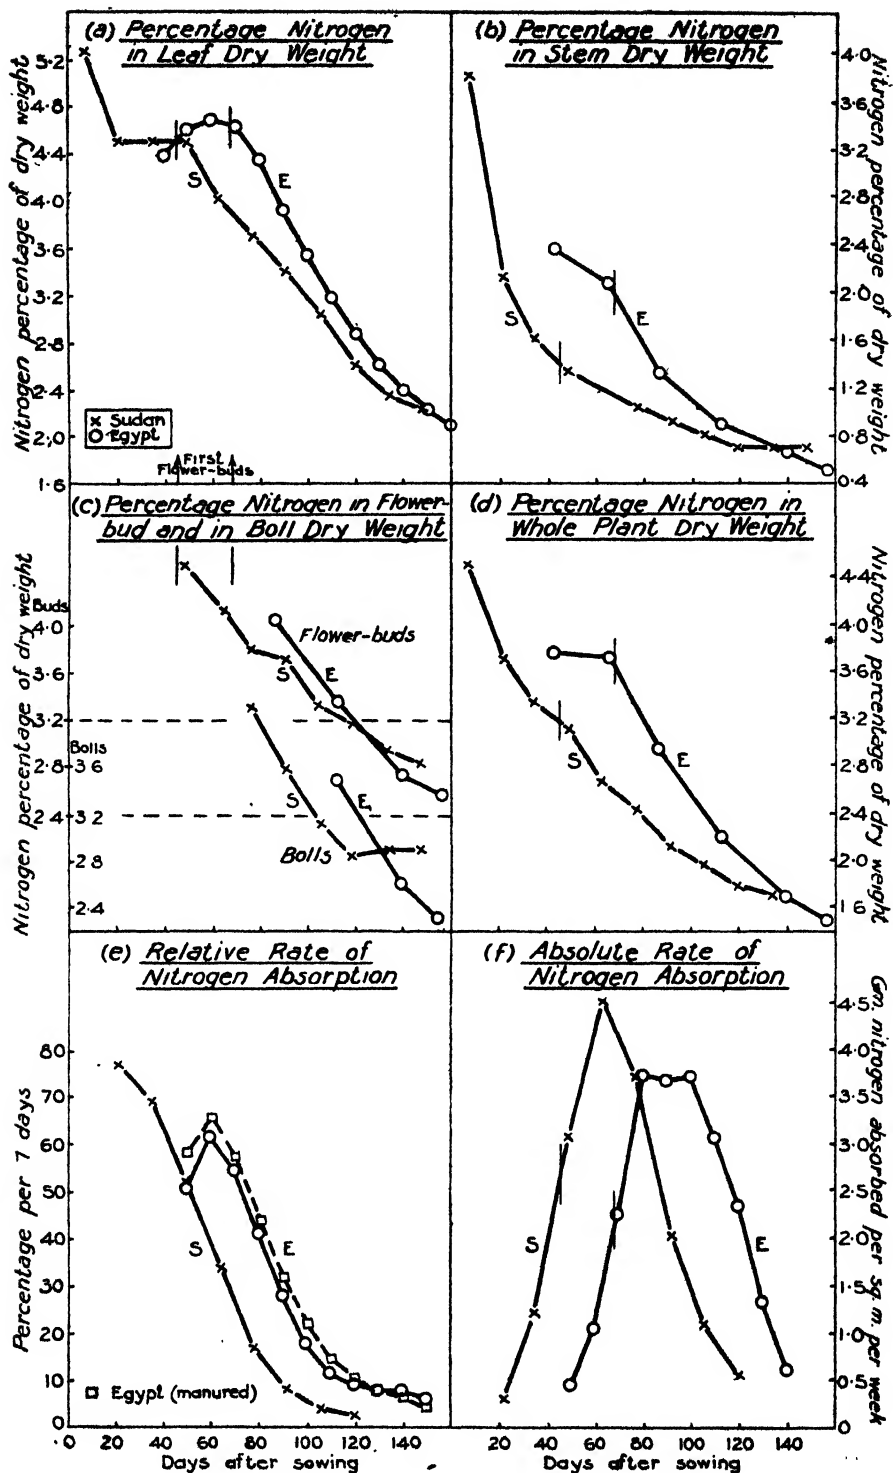 (a) Percentage Nitrogen
in Leaf Dry Weight
Nitrogen percentage of dry weight
5.2
4.8
4.4
4.0
3.6
3.2
2.8
2.4
2.0
1.6
S
E
x Sudan
O Egypt
First
Flower-buds
(b) Percentage Nitrogen
in Stem Dry Weight
Nitrogen percentage of dry weight
4.0
3.6
3.2
2.8
2.4
2.0
1.6
1.2
0.8
0.4
S
E
(c) Percentage Nitrogen in Flower-
bud and in Boll Dry Weight
Nitrogen percentage of dry weight
Buds
4.0
3.6
3.2
Bolls
2.8 3.6
2.4 3.2
2.8
2.4
Flower-buds
S
E
S
E
Bolls
(d) Percentage Nitrogen in
Whole Plant Dry Weight
Nitrogen percentage of dry weight
4.4
4.0
3.6
3.2
2.8
2.4
2.0
1.6
S
E
(e) Relative Rate of
Nitrogen Absorption
Percentage per 7 days
80
70
60
50
40
30
20
10
0
S
E
Egypt (manured)
0 20 40 60 80 100 120 140
Days after sowing
(f) Absolute Rate of
Nitrogen Absorption
Gm. nitrogen absorbed per sq. m. per week
4.5
4.0
3.5
3.0
2.5
2.0
1.5
1.0
0.5
0
S
E
20 40 60 80 100 120 140
Days after sowing